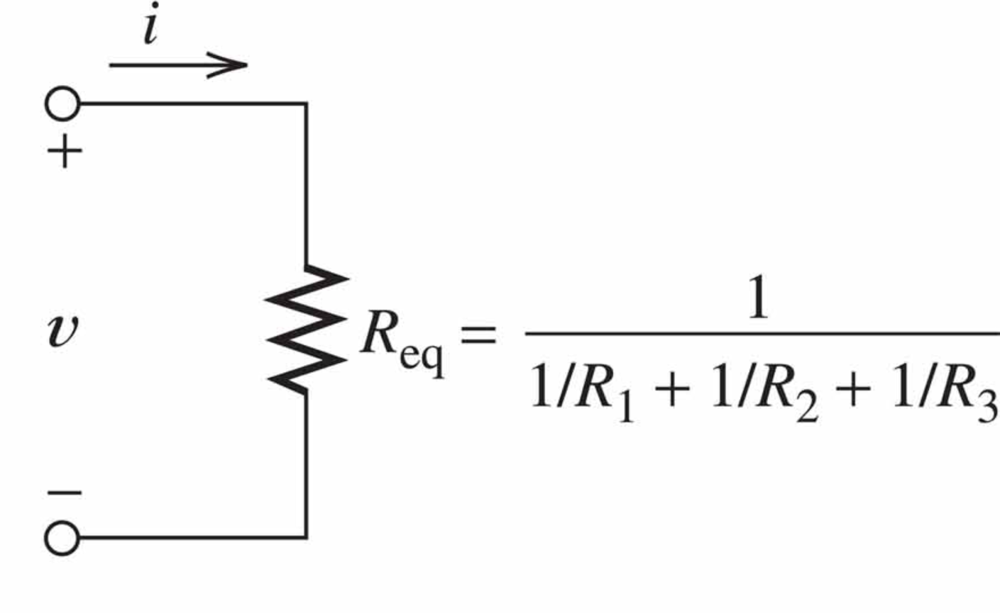 i
+
v
R_eq = 1 / (1/R_1 + 1/R_2 + 1/R_3)
−